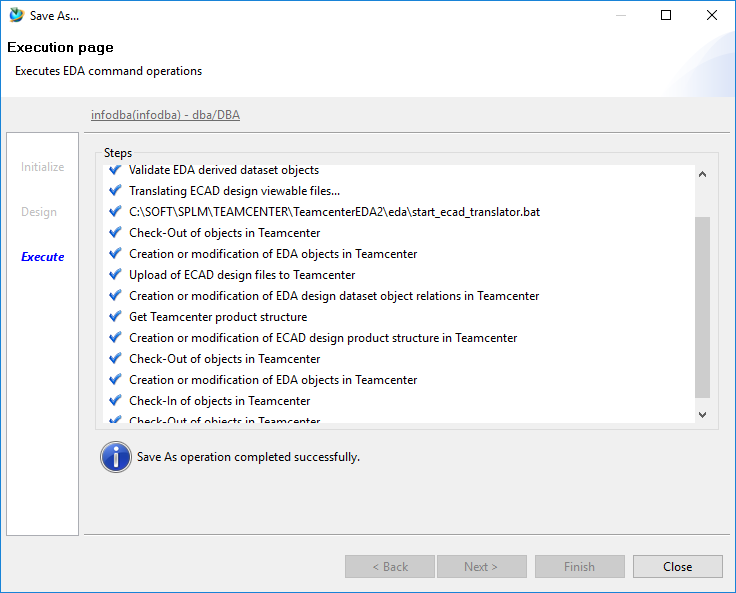 Save As...
Execution page
Executes EDA command operations
infodba(infodba) - dba/DBA
Initialize
Design
Execute
Steps
Validate EDA derived dataset objects
Translating ECAD design viewable files...
C:\SOFT\SPLM\TEAMCENTER\TeamcenterEDA2\eda\start_ecad_translator.bat
Check-Out of objects in Teamcenter
Creation or modification of EDA objects in Teamcenter
Upload of ECAD design files to Teamcenter
Creation or modification of EDA design dataset object relations in Teamcenter
Get Teamcenter product structure
Creation or modification of ECAD design product structure in Teamcenter
Check-Out of objects in Teamcenter
Creation or modification of EDA objects in Teamcenter
Check-In of objects in Teamcenter
Check-Out of objects in Teamcenter
Save As operation completed successfully.
< Back
Next >
Finish
Close